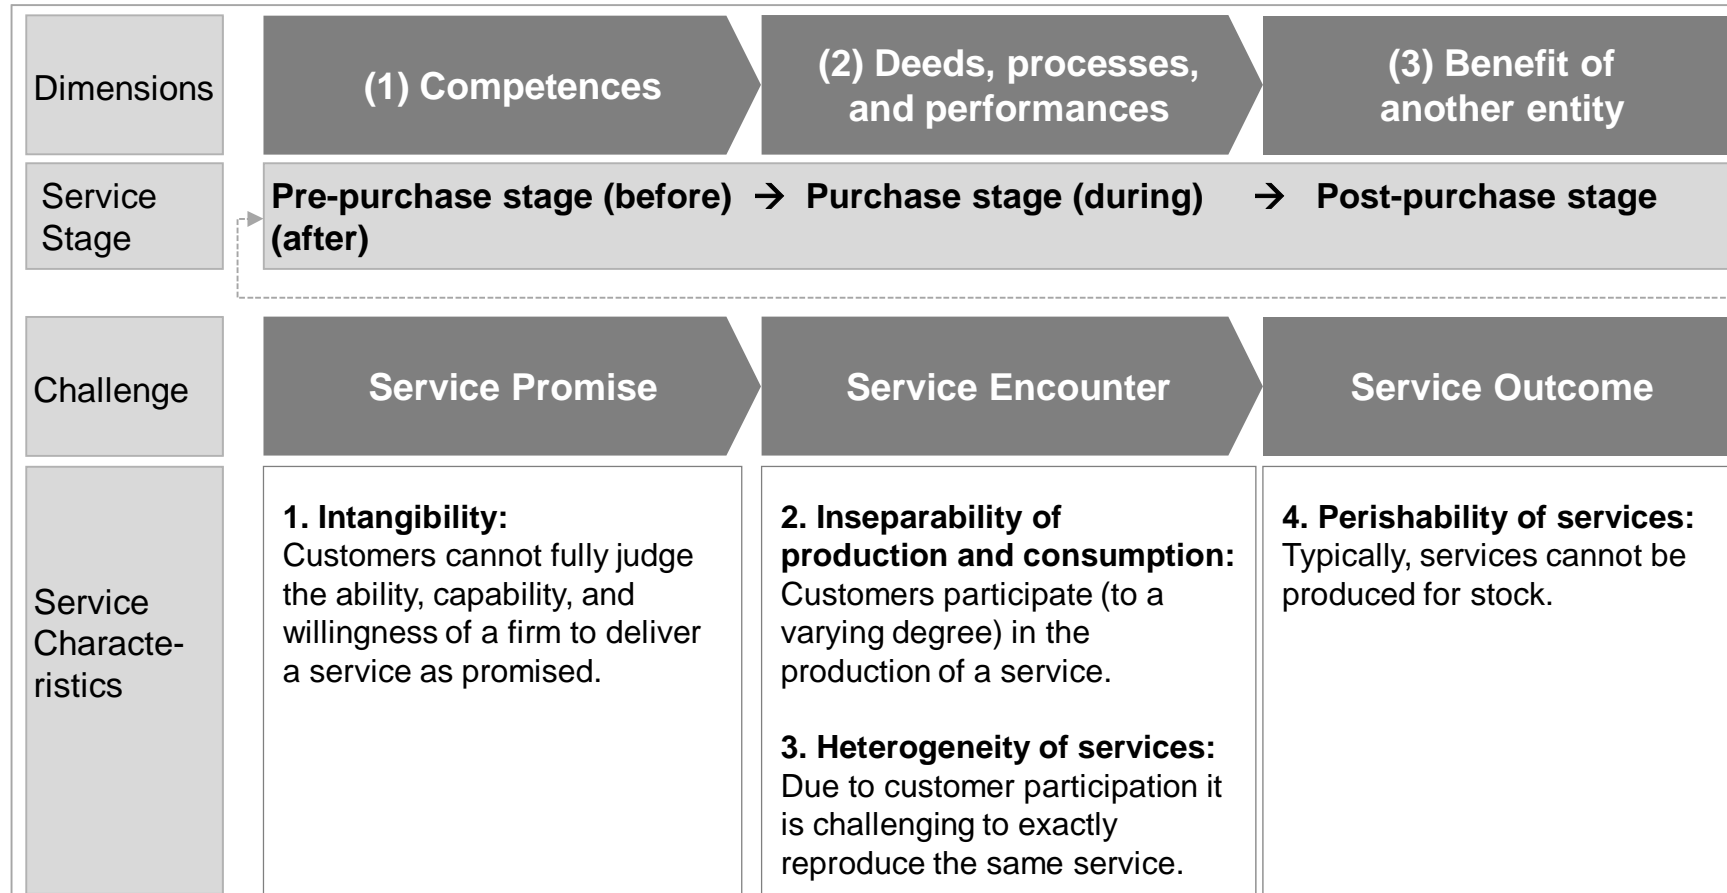 Dimensions
(1) Competences
(2) Deeds, processes,
and performances
(3) Benefit of
another entity
Service
Stage
Pre-purchase stage (before) → Purchase stage (during) → Post-purchase stage
(after)
Challenge
Service Promise
Service Encounter
Service Outcome
Service
Characte-
ristics
1. Intangibility:
Customers cannot fully judge
the ability, capability, and
willingness of a firm to deliver
a service as promised.
2. Inseparability of
production and consumption:
Customers participate (to a
varying degree) in the
production of a service.
3. Heterogeneity of services:
Due to customer participation it
is challenging to exactly
reproduce the same service.
4. Perishability of services:
Typically, services cannot be
produced for stock.